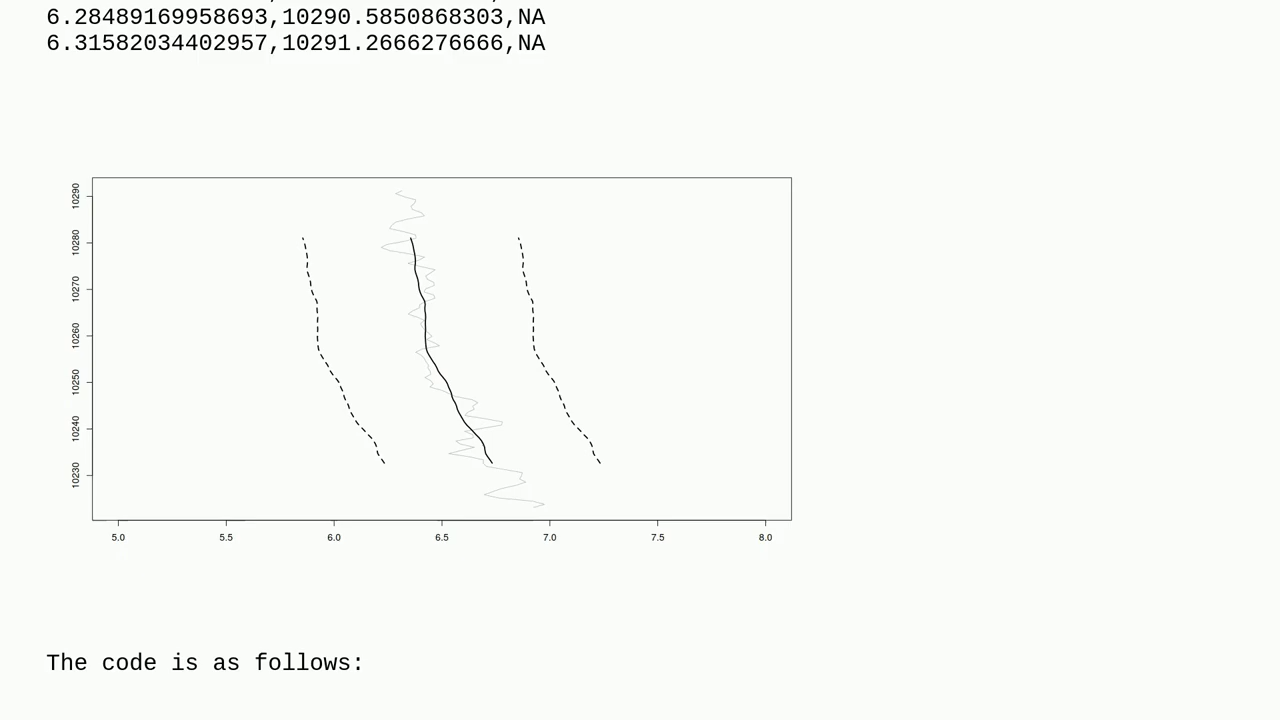 6.28489169958693,10290.5850868303,NA
6.31582034402957,10291.2666276666,NA
10290
10280
10270
10260
10250
10240
10230
5.0 5.5 6.0 6.5 7.0 7.5 8.0
The code is as follows: